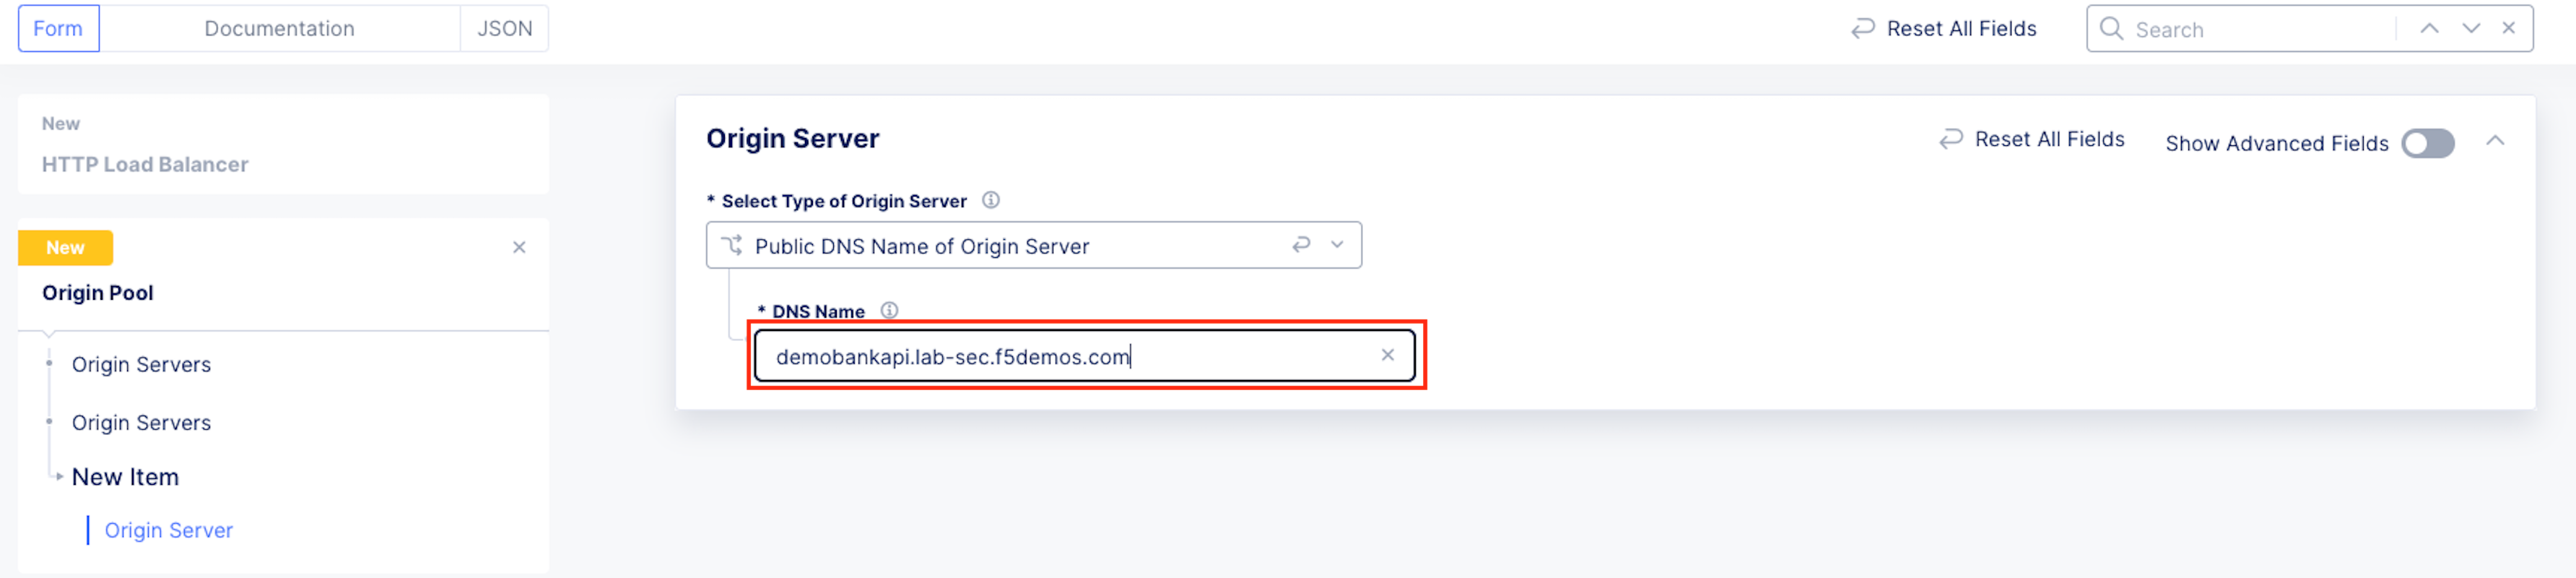 Form Documentation JSON Reset All Fields Search
New
HTTP Load Balancer
New
Origin Pool
Origin Servers
Origin Servers
New Item
Origin Server
Origin Server Reset All Fields Show Advanced Fields
* Select Type of Origin Server
Public DNS Name of Origin Server
* DNS Name
demobankapi.lab-sec.f5demos.com